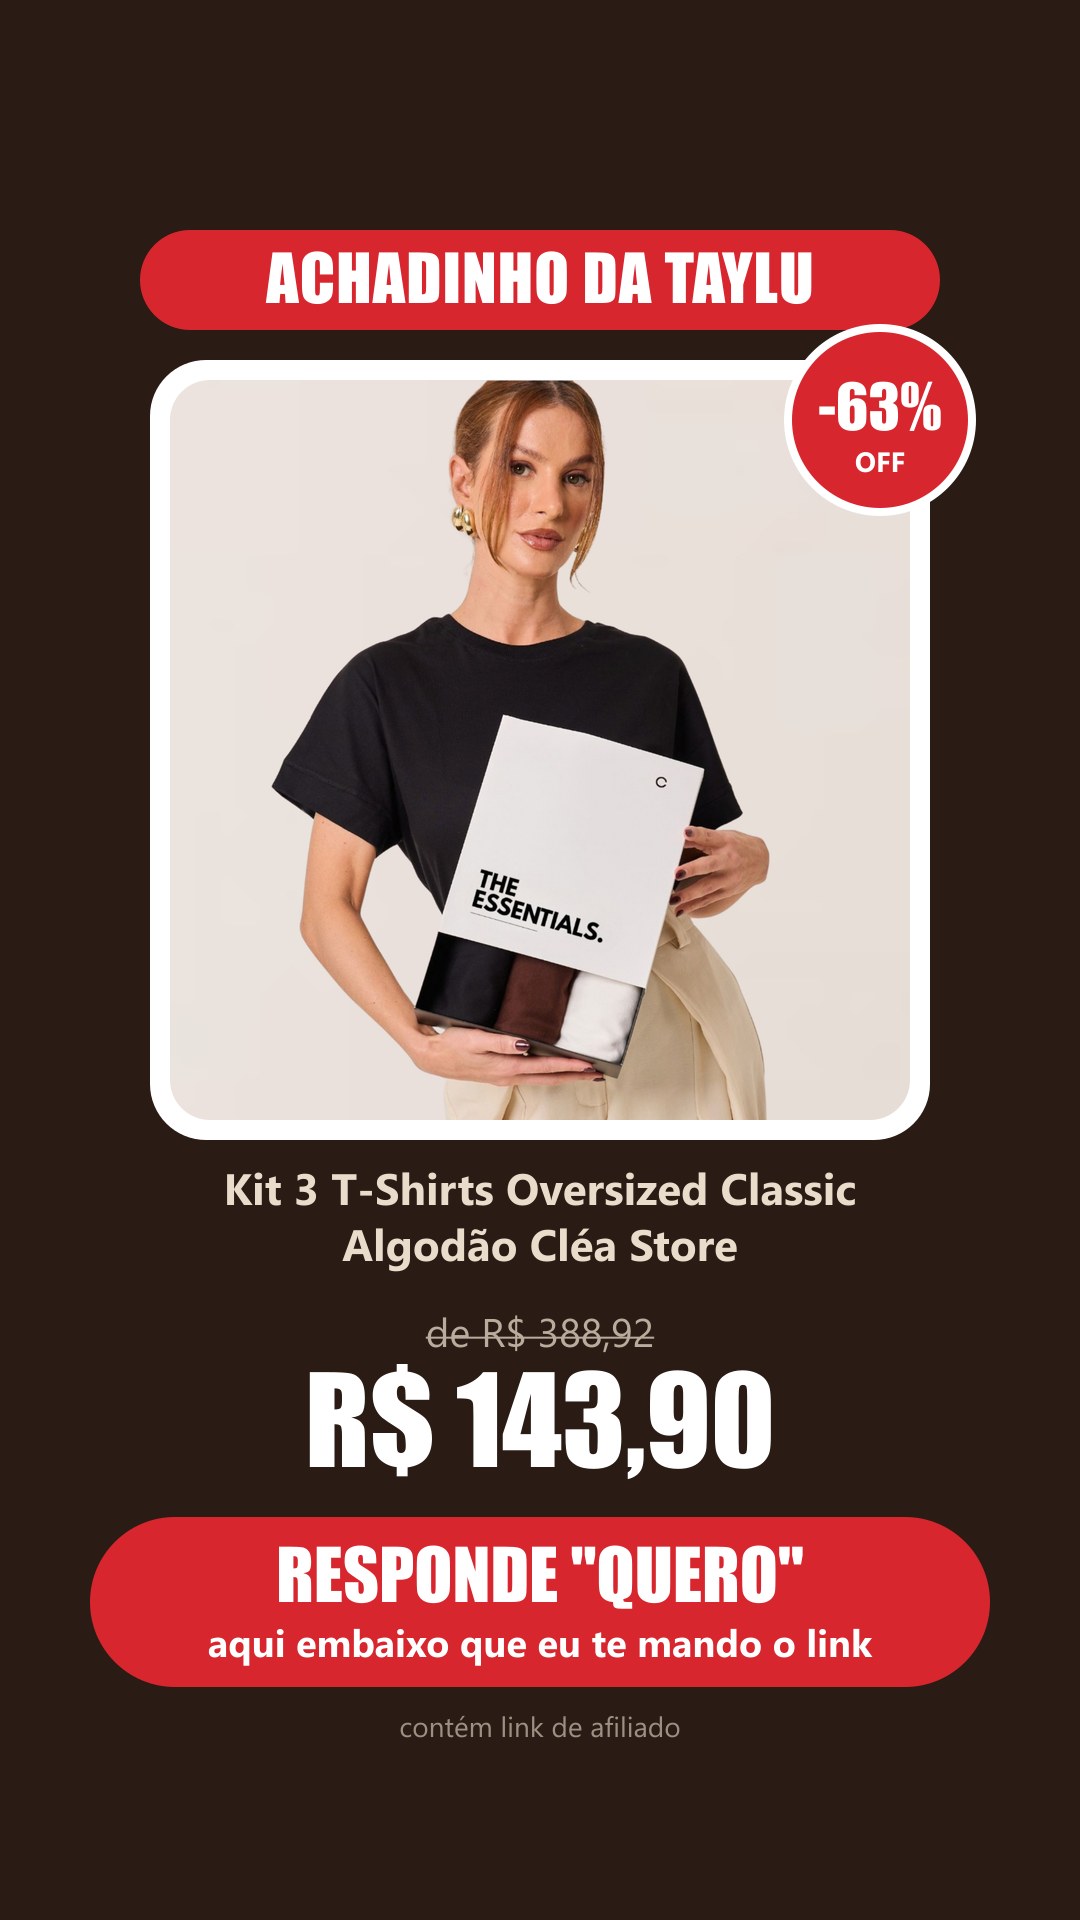 ACHADINHO DA TAYLU
-63%
OFF
C
THE
ESSENTIALS.
Kit 3 T-Shirts Oversized Classic
Algodão Cléa Store
de R$ 388,92
R$ 143,90
RESPONDE "QUERO"
aqui embaixo que eu te mando o link
contém link de afiliado